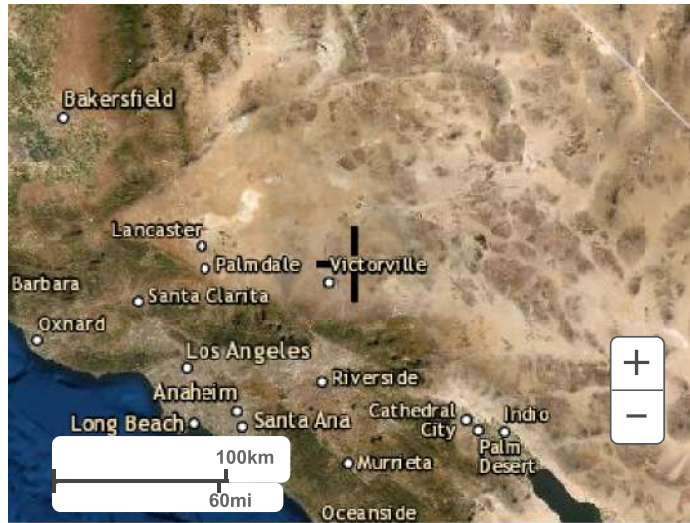 Bakersfield
Lancaster
Palmdale
Victorville
Barbara
Santa Clarita
Oxnard
Los Angeles
Riverside
Anaheim
Cathedral
City
Indio
Long Beach
Santa Ana
Palm
Desert
100km
Murrieta
60mi
Oceanside
+
−